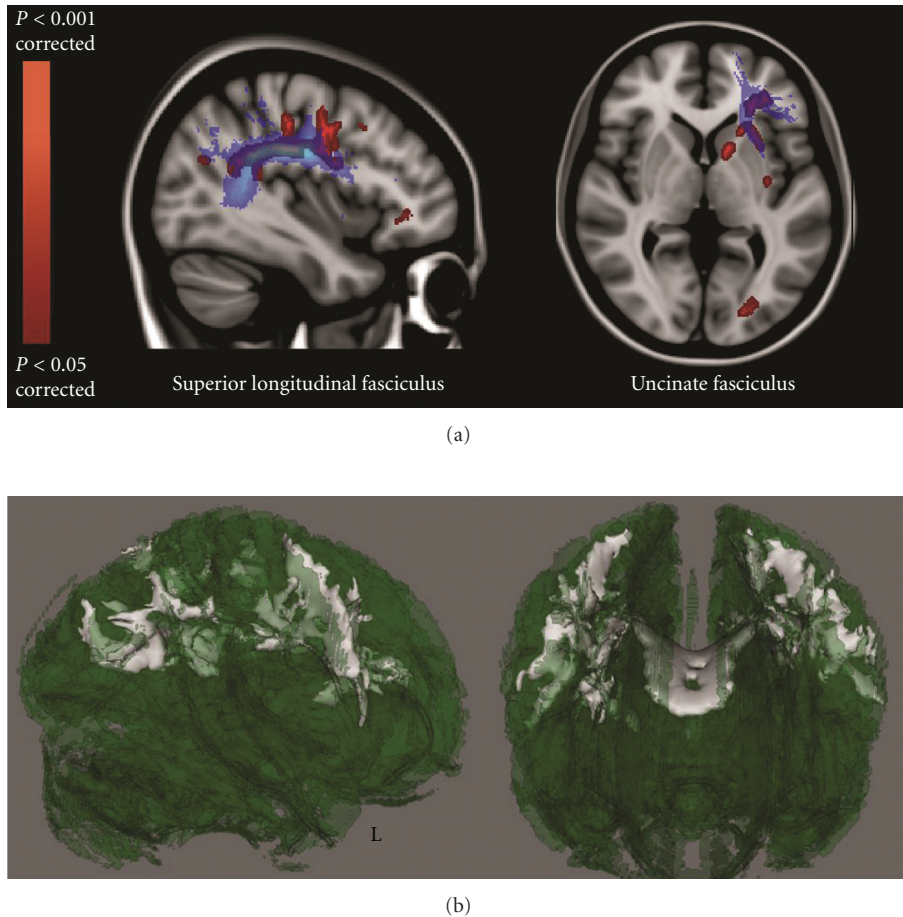 P < 0.001
corrected
P < 0.05
corrected
Superior longitudinal fasciculus
Uncinate fasciculus
(a)
L
(b)